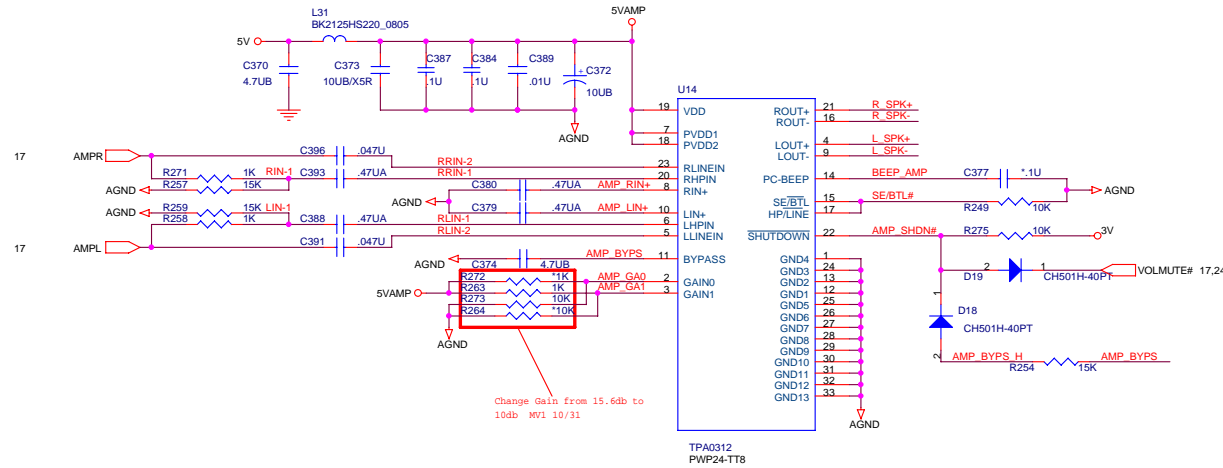 L31
BK2125HS220_0805
5VAMP
5V
C370
4.7UB
C373
10UB/X5R
C387
.1U
C384
.1U
C389
.01U
+
C372
10UB
AGND
U14
19 VDD
7 PVDD1
18 PVDD2
23 RLINEIN
20 RHPIN
8 RIN+
10 LIN+
6 LHPIN
5 LLINEIN
11 BYPASS
2 GAIN0
3 GAIN1
ROUT+ 21 R_SPK+
ROUT- 16 R_SPK-
LOUT+ 4 L_SPK+
LOUT- 9 L_SPK-
PC-BEEP 14 BEEP_AMP C377 *.1U
AGND
SE/BTL 15 SE/BTL#
HP/LINE 17
R249 10K
SHUTDOWN 22 AMP_SHDN# R275 10K 3V
GND4 1
GND3 24
GND2 13
GND1 12
GND5 25
GND6 26
GND7 27
GND8 28
GND9 29
GND10 30
GND11 31
GND12 32
GND13 33
AGND
2 D19 1 CH501H-40PT VOLMUTE# 17,24
1
D18
CH501H-40PT
2
AMP_BYPS_H R254 15K AMP_BYPS
17 AMPR
C396 .047U RRIN-2
R271 1K RIN-1 C393 .47UA RRIN-1
AGND R257 15K
C380 .47UA AMP_RIN+
AGND
AGND R259 15K LIN-1
C379 .47UA AMP_LIN+
R258 1K C388 .47UA RLIN-1
17 AMPL
C391 .047U RLIN-2
AGND C374 4.7UB AMP_BYPS
R272 *1K AMP_GA0
5VAMP R263 1K AMP_GA1
R273 10K
R264 *10K
AGND
Change Gain from 15.6db to
10db MV1 10/31
TPA0312
PWP24-TT8